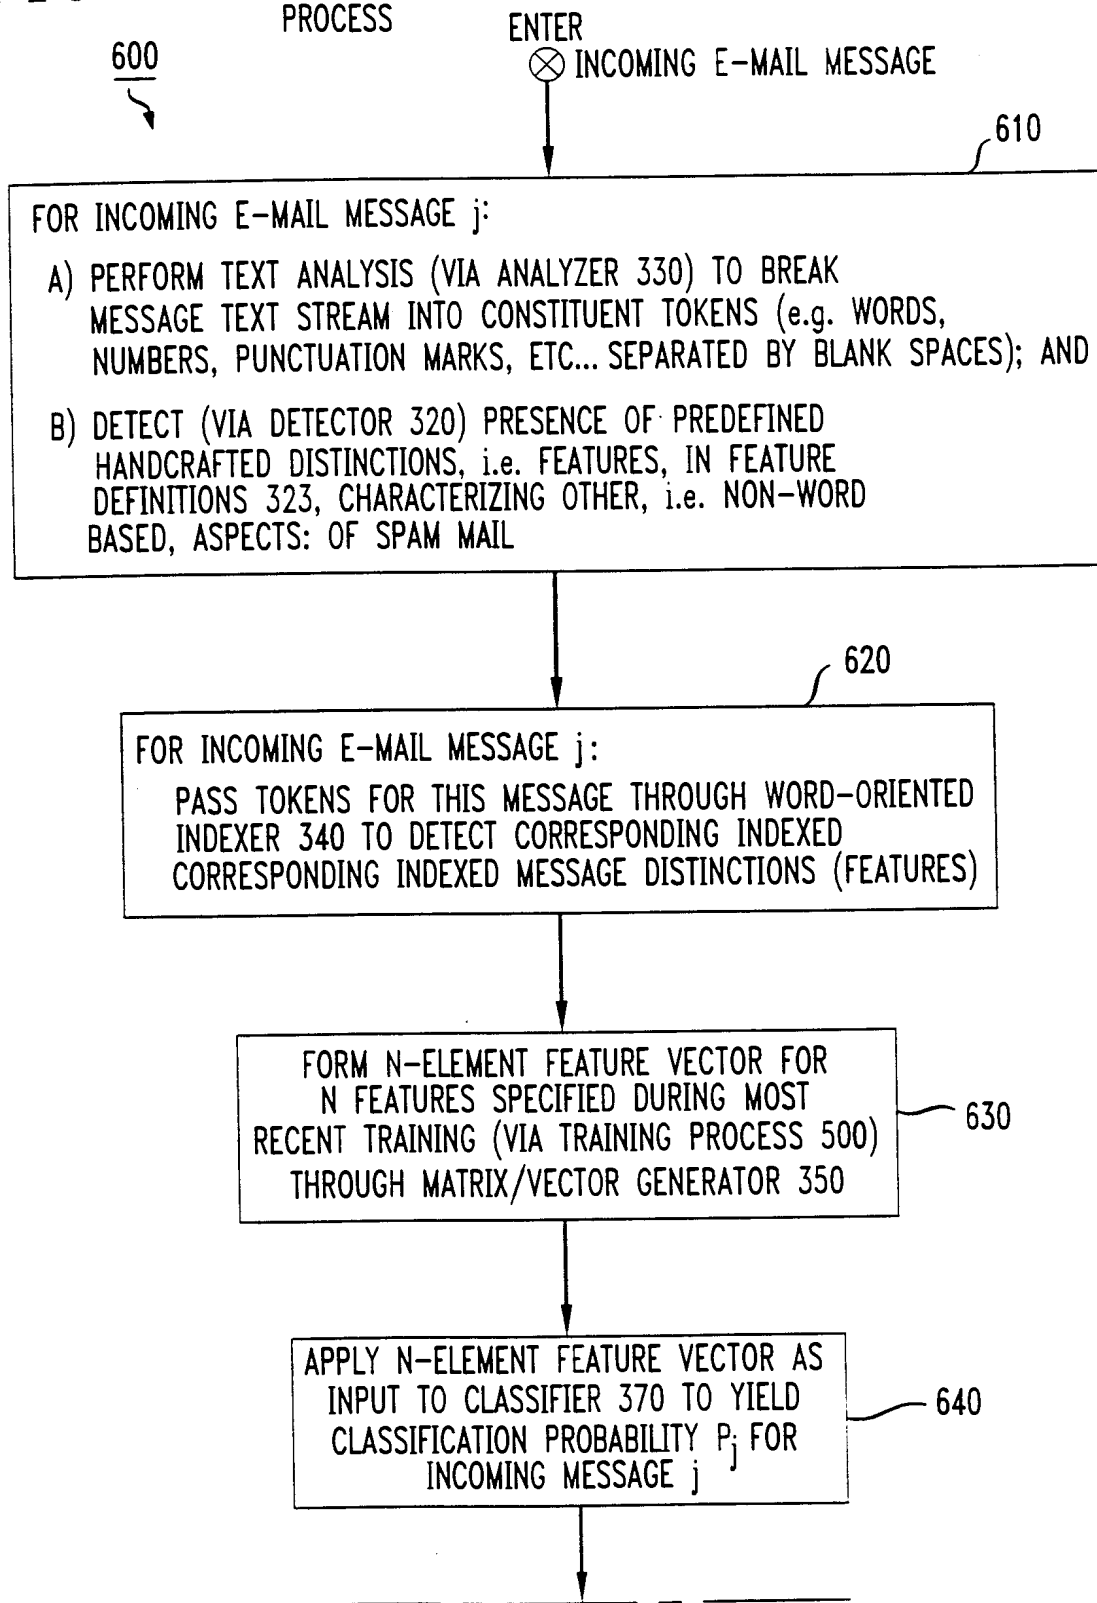 PROCESS
600
ENTER
INCOMING E-MAIL MESSAGE
610
FOR INCOMING E-MAIL MESSAGE j:
A) PERFORM TEXT ANALYSIS (VIA ANALYZER 330) TO BREAK
MESSAGE TEXT STREAM INTO CONSTITUENT TOKENS (e.g. WORDS,
NUMBERS, PUNCTUATION MARKS, ETC... SEPARATED BY BLANK SPACES); AND
B) DETECT (VIA DETECTOR 320) PRESENCE OF PREDEFINED
HANDCRAFTED DISTINCTIONS, i.e. FEATURES, IN FEATURE
DEFINITIONS 323, CHARACTERIZING OTHER, i.e. NON-WORD
BASED, ASPECTS: OF SPAM MAIL
620
FOR INCOMING E-MAIL MESSAGE j:
PASS TOKENS FOR THIS MESSAGE THROUGH WORD-ORIENTED
INDEXER 340 TO DETECT CORRESPONDING INDEXED
CORRESPONDING INDEXED MESSAGE DISTINCTIONS (FEATURES)
FORM N-ELEMENT FEATURE VECTOR FOR
N FEATURES SPECIFIED DURING MOST
RECENT TRAINING (VIA TRAINING PROCESS 500)
THROUGH MATRIX/VECTOR GENERATOR 350
630
APPLY N-ELEMENT FEATURE VECTOR AS
INPUT TO CLASSIFIER 370 TO YIELD
CLASSIFICATION PROBABILITY Pj FOR
INCOMING MESSAGE j
640